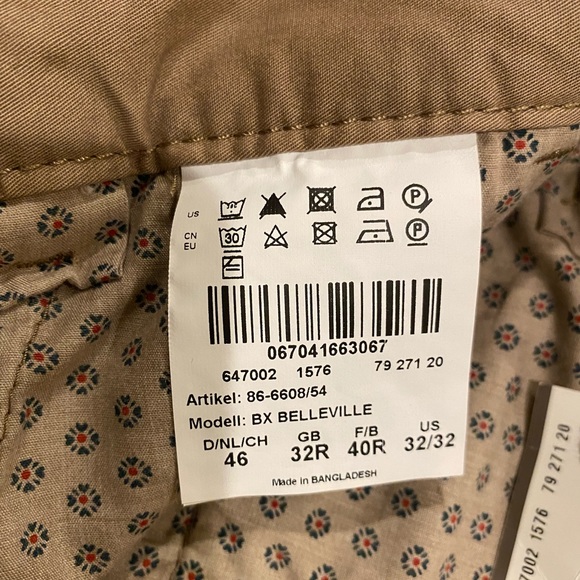 US
CN
EU
30
P
P
067041663067
647002 1576 79 271 20
Artikel: 86-6608/54
Modell: BX BELLEVILLE
D/NL/CH GB F/B US
46 32R 40R 32/32
Made in BANGLADESH
7002 1576 79 271 20